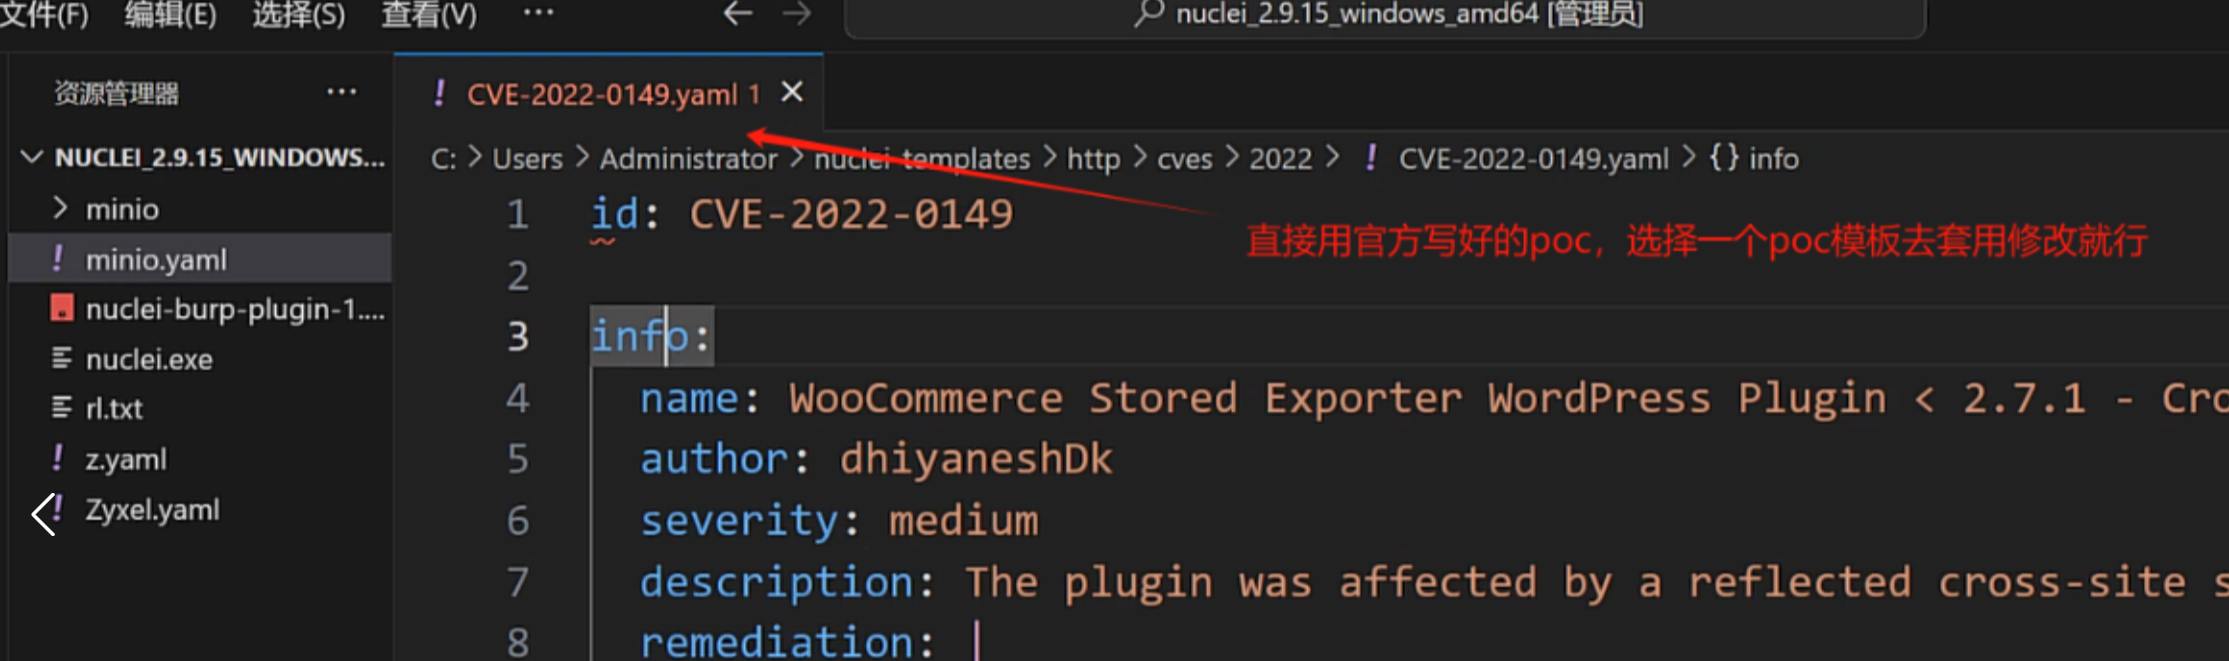 文件(F) 编辑(E) 选择(S) 查看(V) ··· nuclei_2.9.15_windows_amd64 [管理员]
资源管理器 ···
NUCLEI_2.9.15_WINDOWS...
minio
! minio.yaml
nuclei-burp-plugin-1....
nuclei.exe
rl.txt
! z.yaml
! Zyxel.yaml
! CVE-2022-0149.yaml 1
C: > Users > Administrator > nuclei-templates > http > cves > 2022 > ! CVE-2022-0149.yaml > {} info
1 id: CVE-2022-0149
直接用官方写好的poc，选择一个poc模板去套用修改就行
2
3 info:
4 name: WooCommerce Stored Exporter WordPress Plugin < 2.7.1 - Cro
5 author: dhiyaneshDk
6 severity: medium
7 description: The plugin was affected by a reflected cross-site s
8 remediation: |